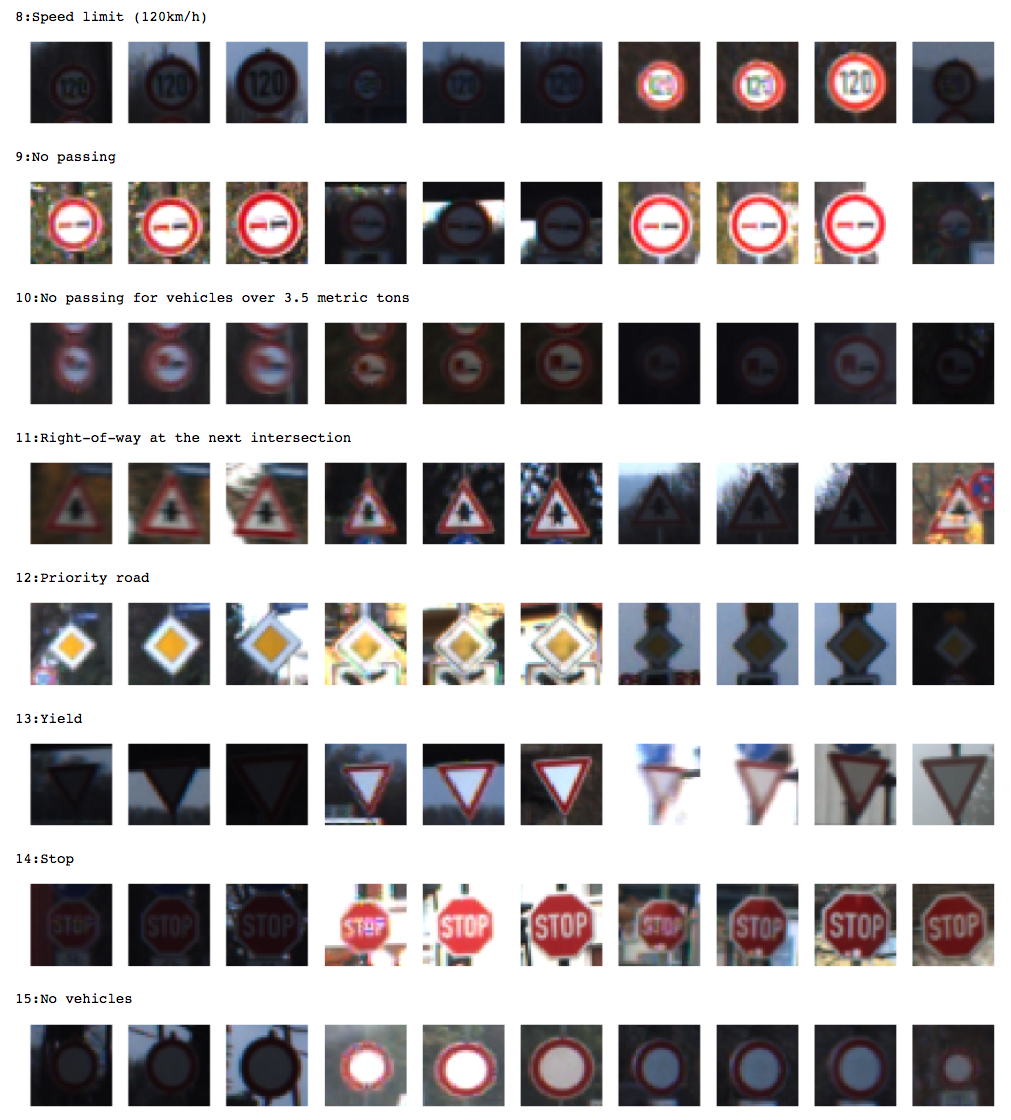 8:Speed limit (120km/h)
120 120 120 120 120 120 120 120
9:No passing
10:No passing for vehicles over 3.5 metric tons
11:Right-of-way at the next intersection
12:Priority road
13:Yield
14:Stop
STOP STOP STOP STOP STOP STOP STOP STOP STOP STOP
15:No vehicles